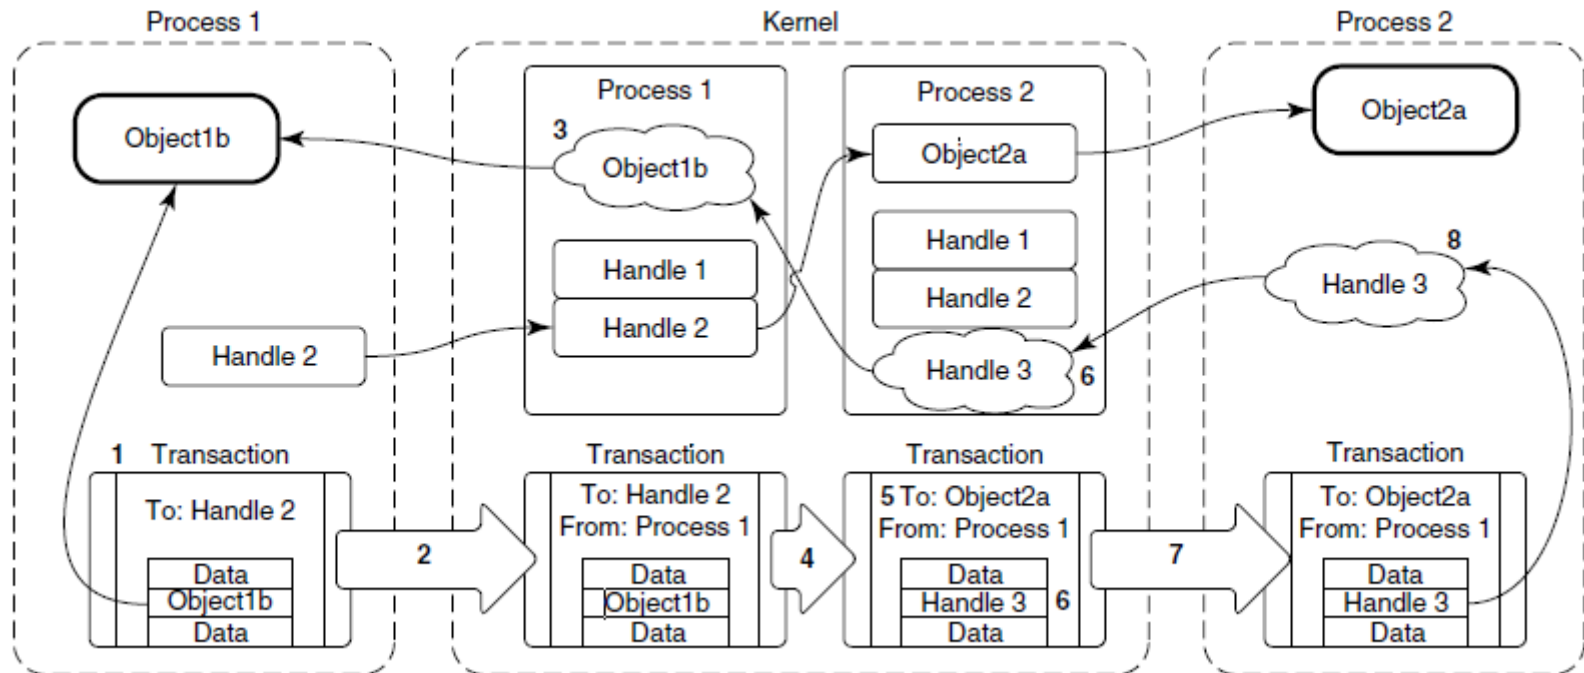 Process 1
Kernel
Process 2
Process 1
Process 2
Object1b
3
Object1b
Object2a
Object2a
Handle 1
Handle 2
Handle 1
Handle 2
Handle 3
6
8
Handle 3
Handle 2
1 Transaction
To: Handle 2
Data
Object1b
Data
2
Transaction
To: Handle 2
From: Process 1
Data
Object1b
Data
4
Transaction
5 To: Object2a
From: Process 1
Data
Handle 3 6
Data
7
Transaction
To: Object2a
From: Process 1
Data
Handle 3
Data